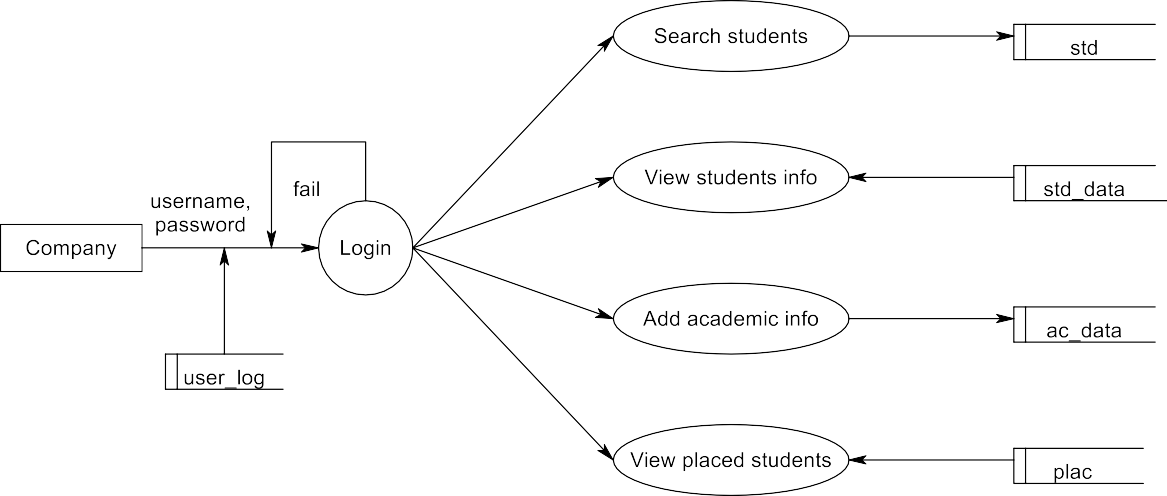 Search students
std
View students info
std_data
fail
username,
password
Company
Login
Add academic info
ac_data
user_log
View placed students
plac